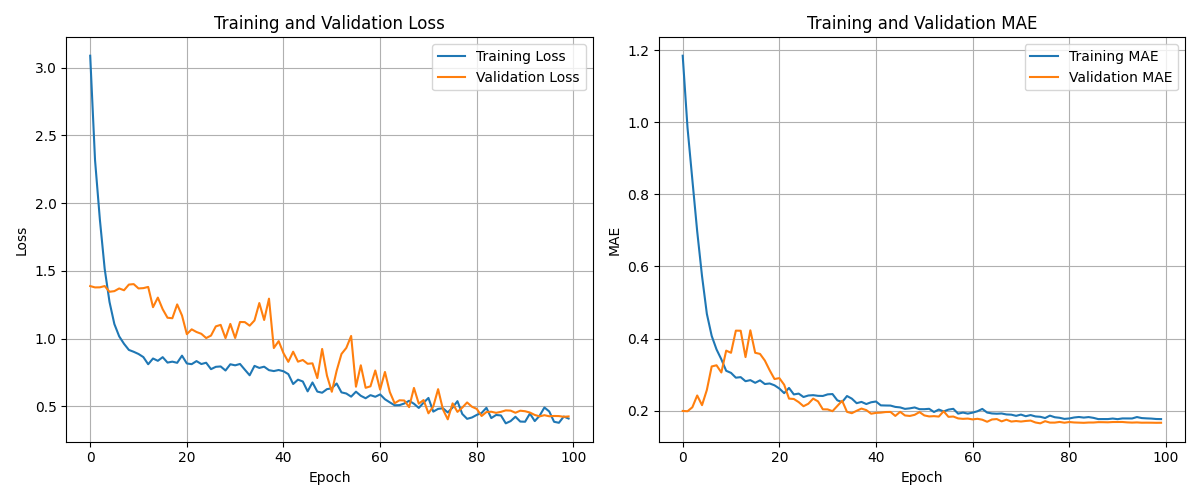 Training and Validation Loss
Training Loss
Validation Loss
3.0
2.5
2.0
1.5
1.0
0.5
Loss
0 20 40 60 80 100
Epoch
Training and Validation MAE
Training MAE
Validation MAE
1.2
1.0
0.8
0.6
0.4
0.2
MAE
0 20 40 60 80 100
Epoch